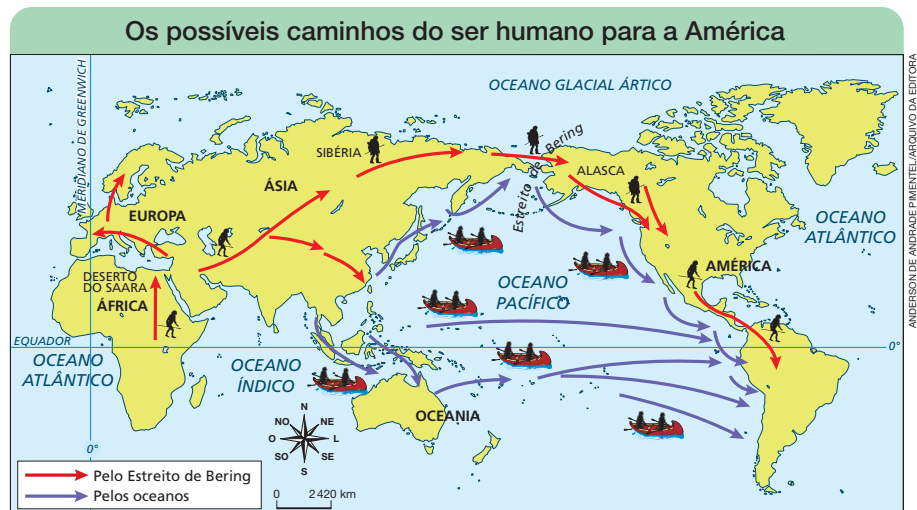 Os possíveis caminhos do ser humano para a América
OCEANO GLACIAL ÁRTICO
MERIDIANO DE GREENWICH
SIBÉRIA
Estreito de Bering
ALASCA
ÁSIA
EUROPA
OCEANO
ATLÂNTICO
DESERTO
DO SAARA
ÁFRICA
AMÉRICA
OCEANO
PACÍFICO
EQUADOR
0°
OCEANO
ATLÂNTICO
OCEANO
ÍNDICO
OCEANIA
N
NO
NE
O
L
SO
SE
S
0°
Pelo Estreito de Bering
Pelos oceanos
0
2 420 km
ANDERSON DE ANDRADE PIMENTEL/ARQUIVO DA EDITORA